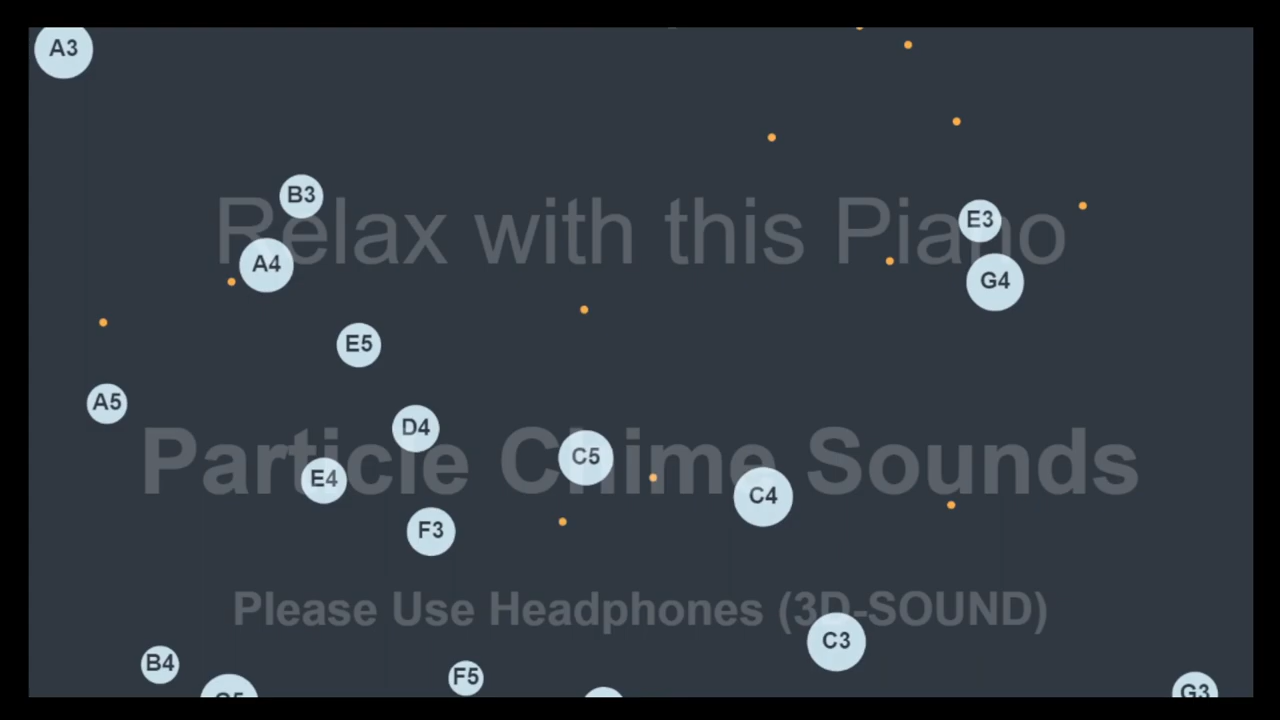 A3
B3
Relax with this Piano
E3
A4
G4
E5
A5
D4
Particle Chime Sounds
C5
E4
C4
F3
Please Use Headphones (3D-SOUND)
C3
B4
F5
G3